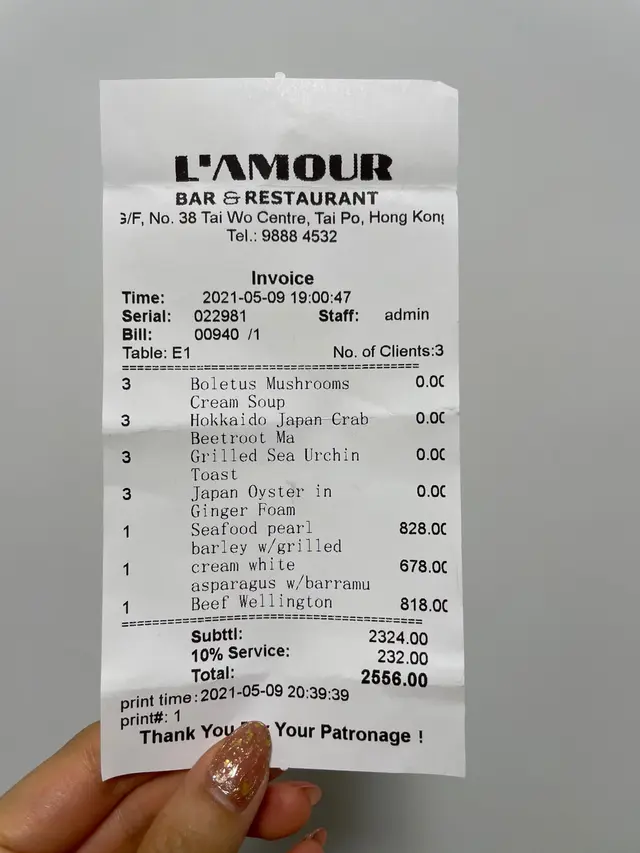 L'AMOUR
BAR & RESTAURANT
/F, No. 38 Tai Wo Centre, Tai Po, Hong Kong
Tel.: 9888 4532
Invoice
Time: 2021-05-09 19:00:47
Serial: 022981 Staff: admin
Bill: 00940 /1
Table: E1 No. of Clients:3
3 Boletus Mushrooms 0.00
Cream Soup
3 Hokkaido Japan Crab 0.00
Beetroot Ma
3 Grilled Sea Urchin 0.00
Toast
3 Japan Oyster in 0.00
Ginger Foam
1 Seafood pearl 828.00
barley w/grilled
1 cream white 678.00
asparagus w/barramu
1 Beef Wellington 818.00
Subttl: 2324.00
10% Service: 232.00
Total: 2556.00
print time:2021-05-09 20:39:39
print#: 1
Thank You Your Patronage !